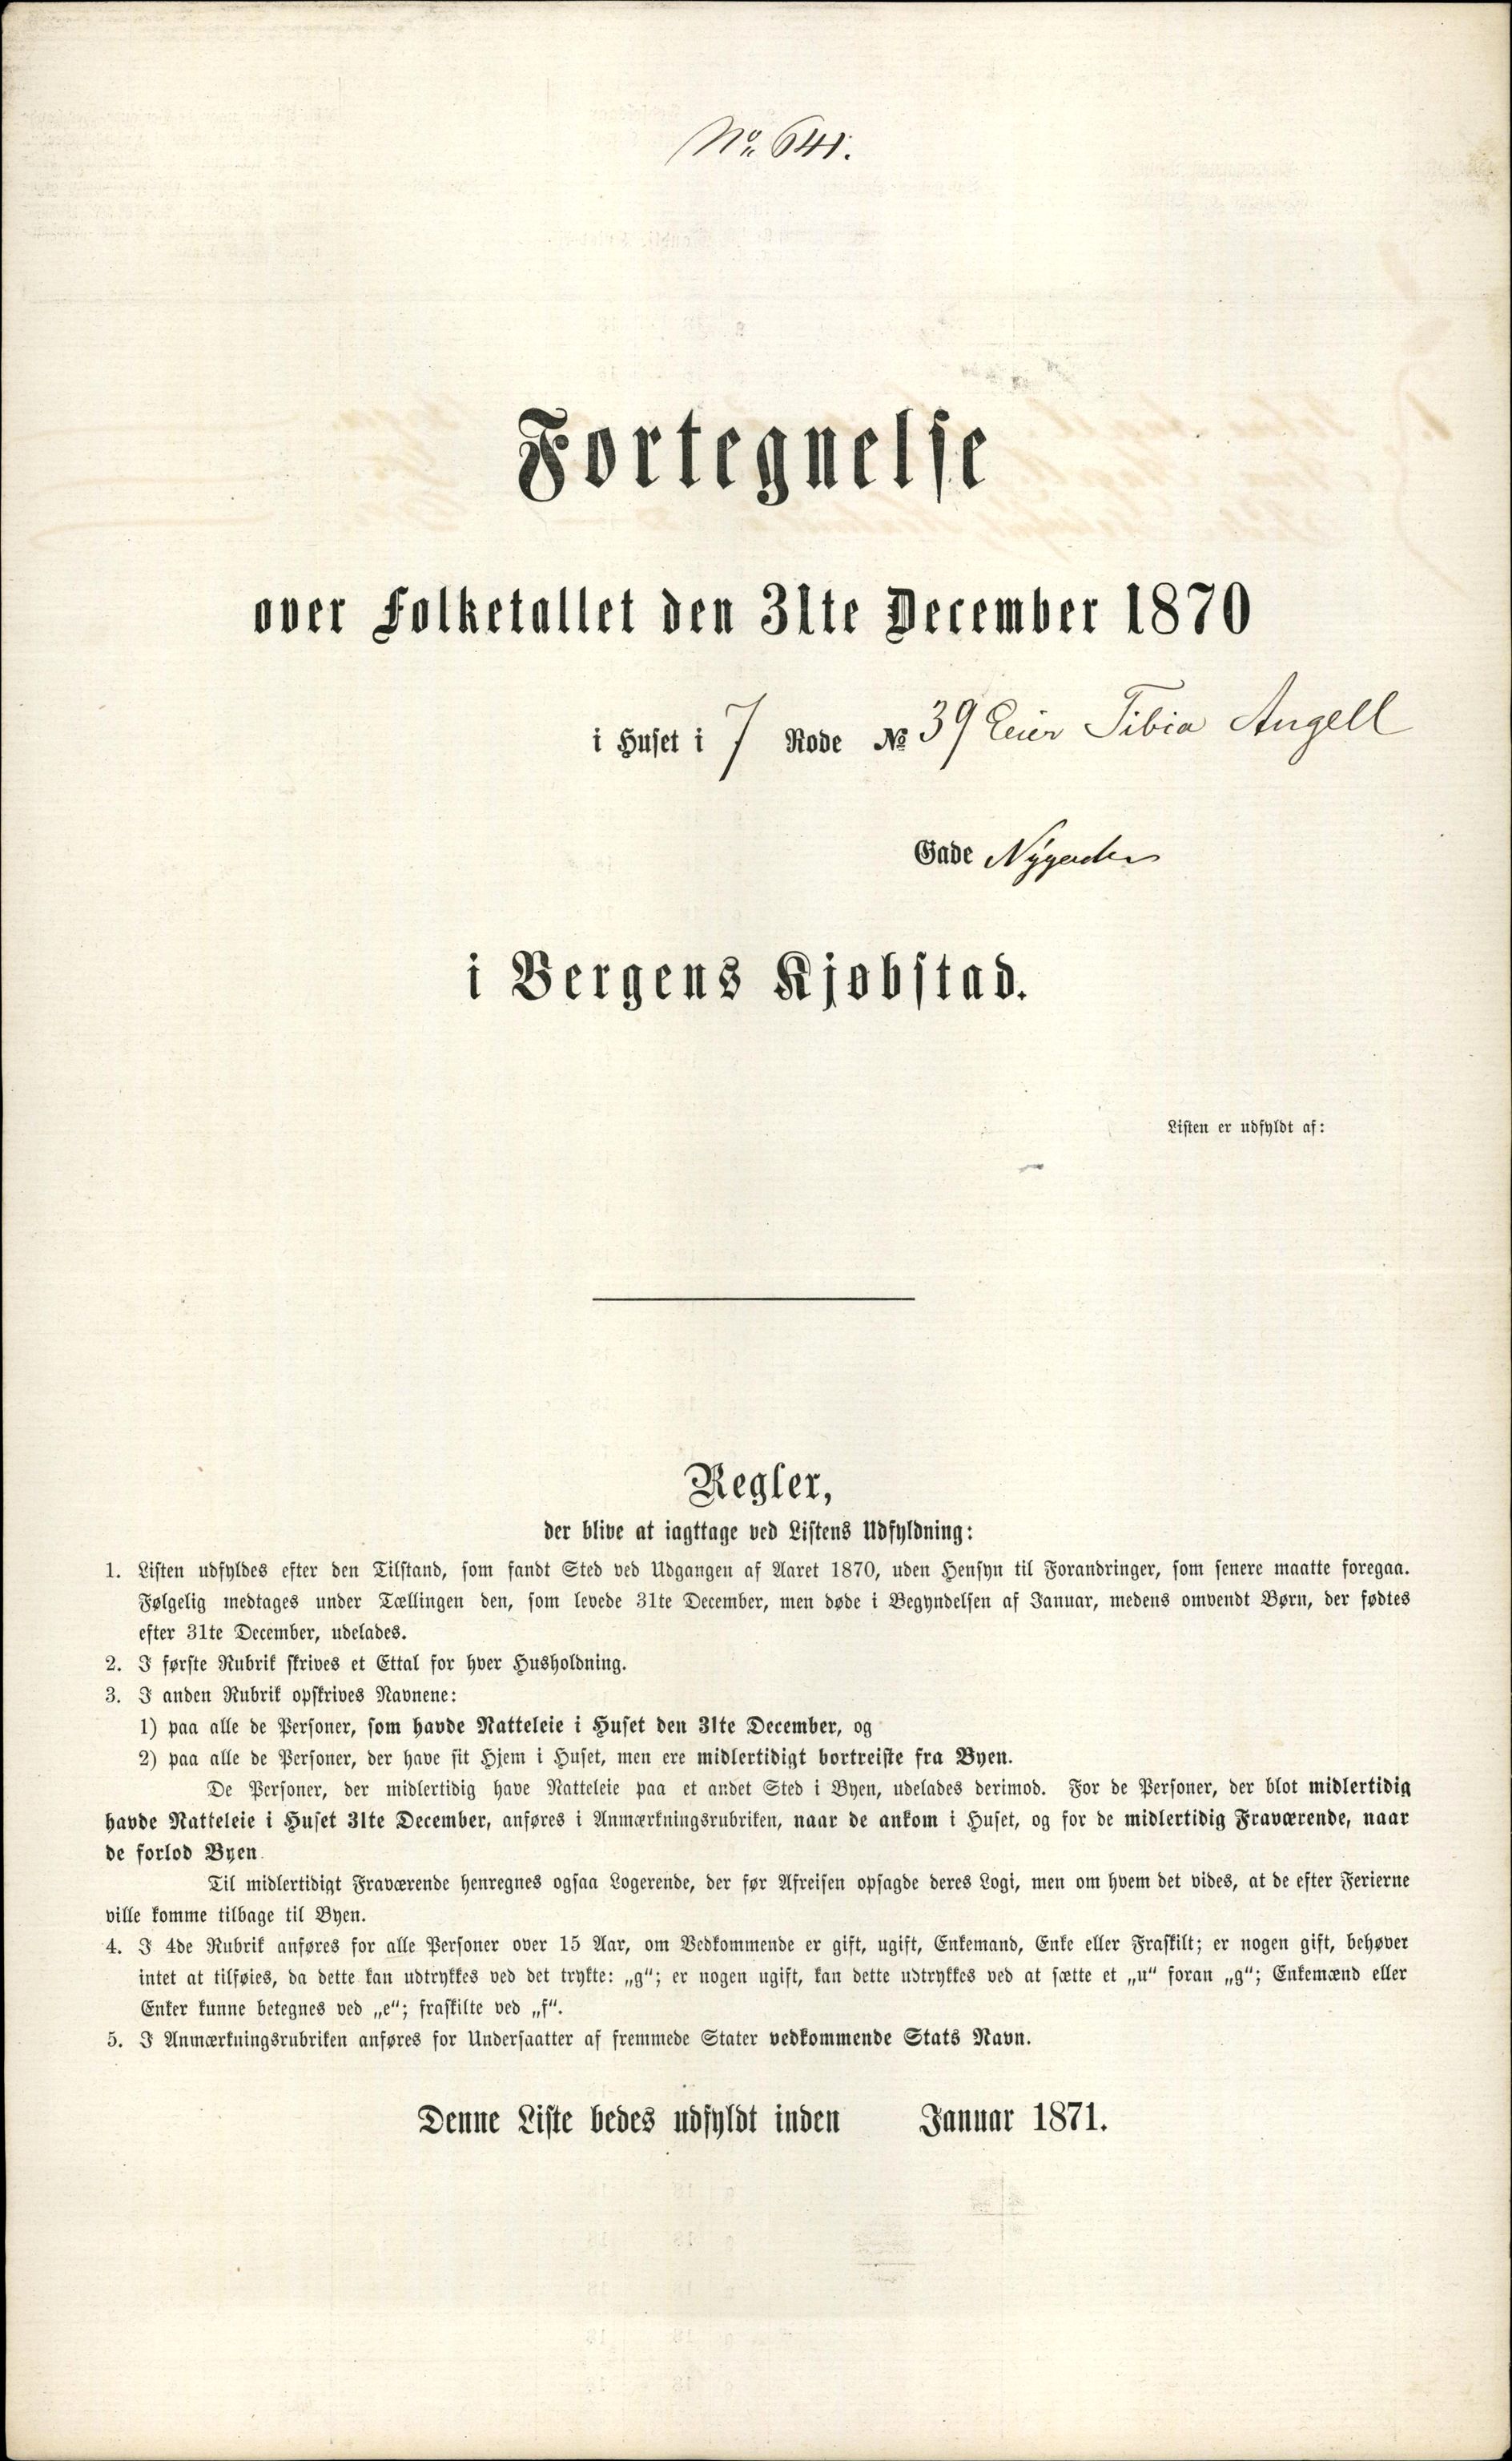 No. 641.
Fortegnelse
over Folketallet den 31te December 1870
i Huset i 7 Rode No 39 Eier Tibia Angell
Gade Nygaden
i Bergens Kjøbstad.
Listen er udfyldt af:
Regler,
der blive at iagttage ved Listens Udfyldning:
1. Listen udfyldes efter den Tilstand, som fandt Sted ved Udgangen af Aaret 1870, uden Hensyn til Forandringer, som senere maatte foregaa.
Følgelig medtages under Tællingen den, som levede 31te December, men døde i Begyndelsen af Januar, medens omvendt Børn, der fødtes
efter 31te December, udelades.
2. I første Rubrik skrives et Ettal for hver Husholdning.
3. I anden Rubrik opskrives Navnene:
1) paa alle de Personer, som havde Natteleie i Huset den 31te December, og
2) paa alle de Personer, der have sit Hjem i Huset, men ere midlertidigt bortreiste fra Byen.
De Personer, der midlertidig have Natteleie paa et andet Sted i Byen, udelades derimod. For de Personer, der blot midlertidig
havde Natteleie i Huset 31te December, anføres i Anmærkningsrubriken, naar de ankom i Huset, og for de midlertidig Fraværende, naar
de forlod Byen.
Til midlertidigt Fraværende henregnes ogsaa Logerende, der før Afreisen opsagde deres Logi, men om hvem det vides, at de efter Ferierne
ville komme tilbage til Byen.
4. I 4de Rubrik anføres for alle Personer over 15 Aar, om Vedkommende er gift, ugift, Enkemand, Enke eller Fraskilt; er nogen gift, behøver
intet at tilføies, da dette kan udtrykkes ved det trykte: „g“; er nogen ugift, kan dette udtrykkes ved at sætte et „u“ foran „g“; Enkemænd eller
Enker kunne betegnes ved „e“; fraskilte ved „f“.
5. I Anmærkningsrubriken anføres for Undersaatter af fremmede Stater vedkommende Stats Navn.
Denne Liste bedes udfyldt inden Januar 1871.